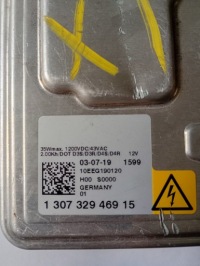 35Wmax. 1200VDC/43VAC
2.00Kh/DOT D3S/D3R/D4S/D4R 12V
03-07-19 1599
10EEG190120
H00 S0000
GERMANY
01
1 307 329 469 15